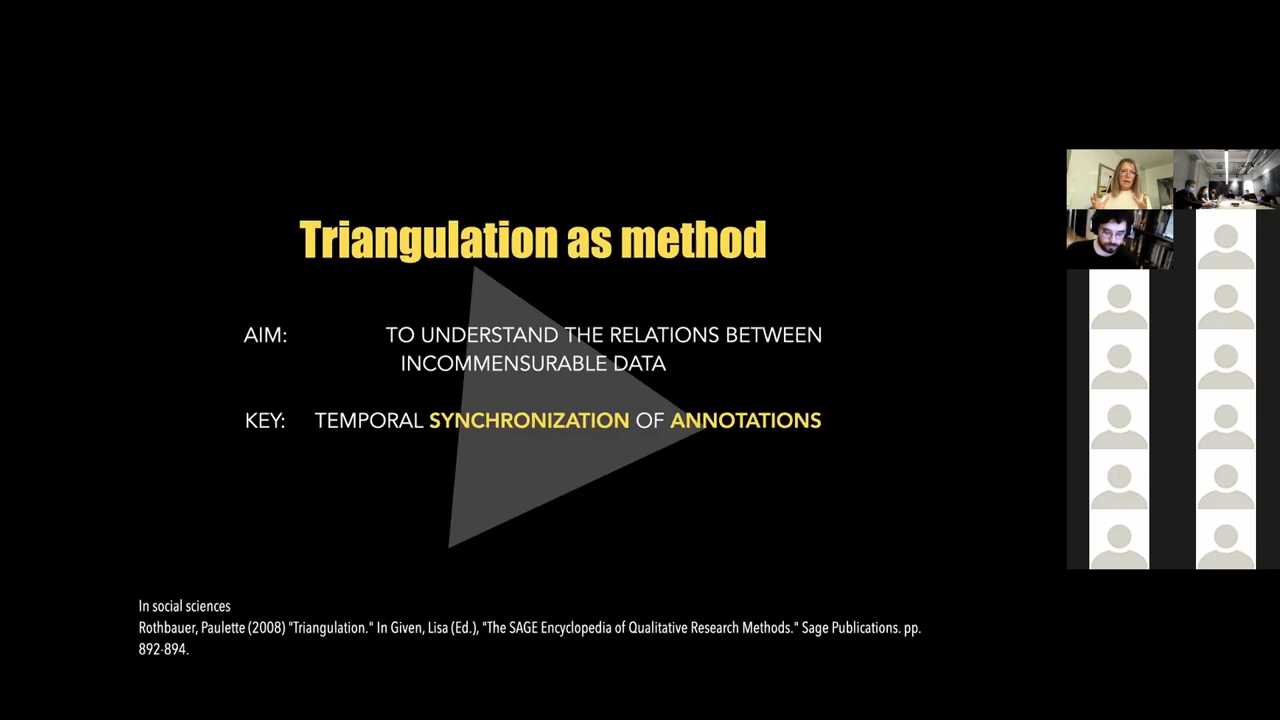 Triangulation as method
AIM: TO UNDERSTAND THE RELATIONS BETWEEN
INCOMMENSURABLE DATA
KEY: TEMPORAL SYNCHRONIZATION OF ANNOTATIONS
In social sciences
Rothbauer, Paulette (2008) "Triangulation." In Given, Lisa (Ed.), "The SAGE Encyclopedia of Qualitative Research Methods." Sage Publications. pp.
892-894.